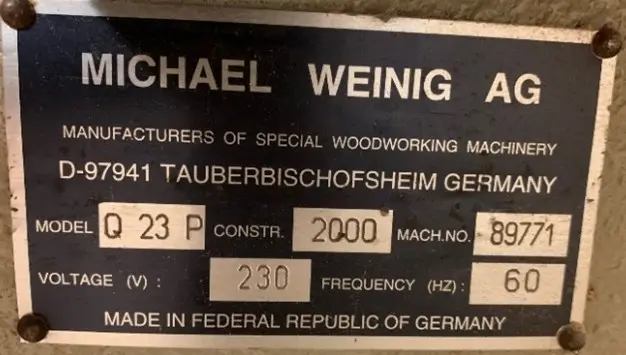 MICHAEL WEINIG AG
MANUFACTURERS OF SPECIAL WOODWORKING MACHINERY
D-97941 TAUBERBISCHOFSHEIM GERMANY
MODEL Q 23 P CONSTR. 2000 MACH.NO. 89771
VOLTAGE (V) : 230 FREQUENCY (HZ) : 60
MADE IN FEDERAL REPUBLIC OF GERMANY